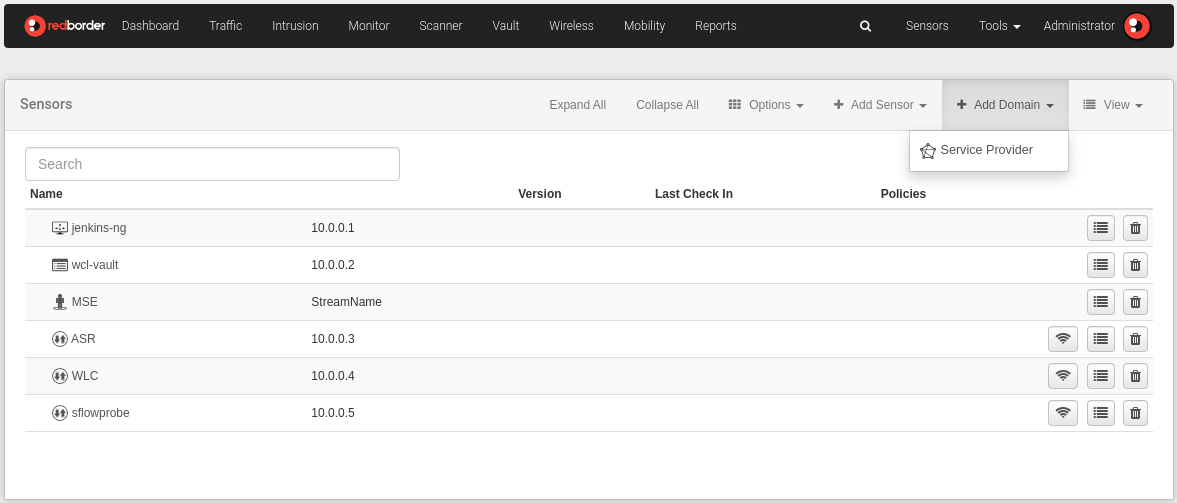 redborder Dashboard Traffic Intrusion Monitor Scanner Vault Wireless Mobility Reports Sensors Tools Administrator
Sensors Expand All Collapse All Options Add Sensor Add Domain View
Service Provider
Search
Name Version Last Check In Policies
jenkins-ng 10.0.0.1
wcl-vault 10.0.0.2
MSE StreamName
ASR 10.0.0.3
WLC 10.0.0.4
sflowprobe 10.0.0.5